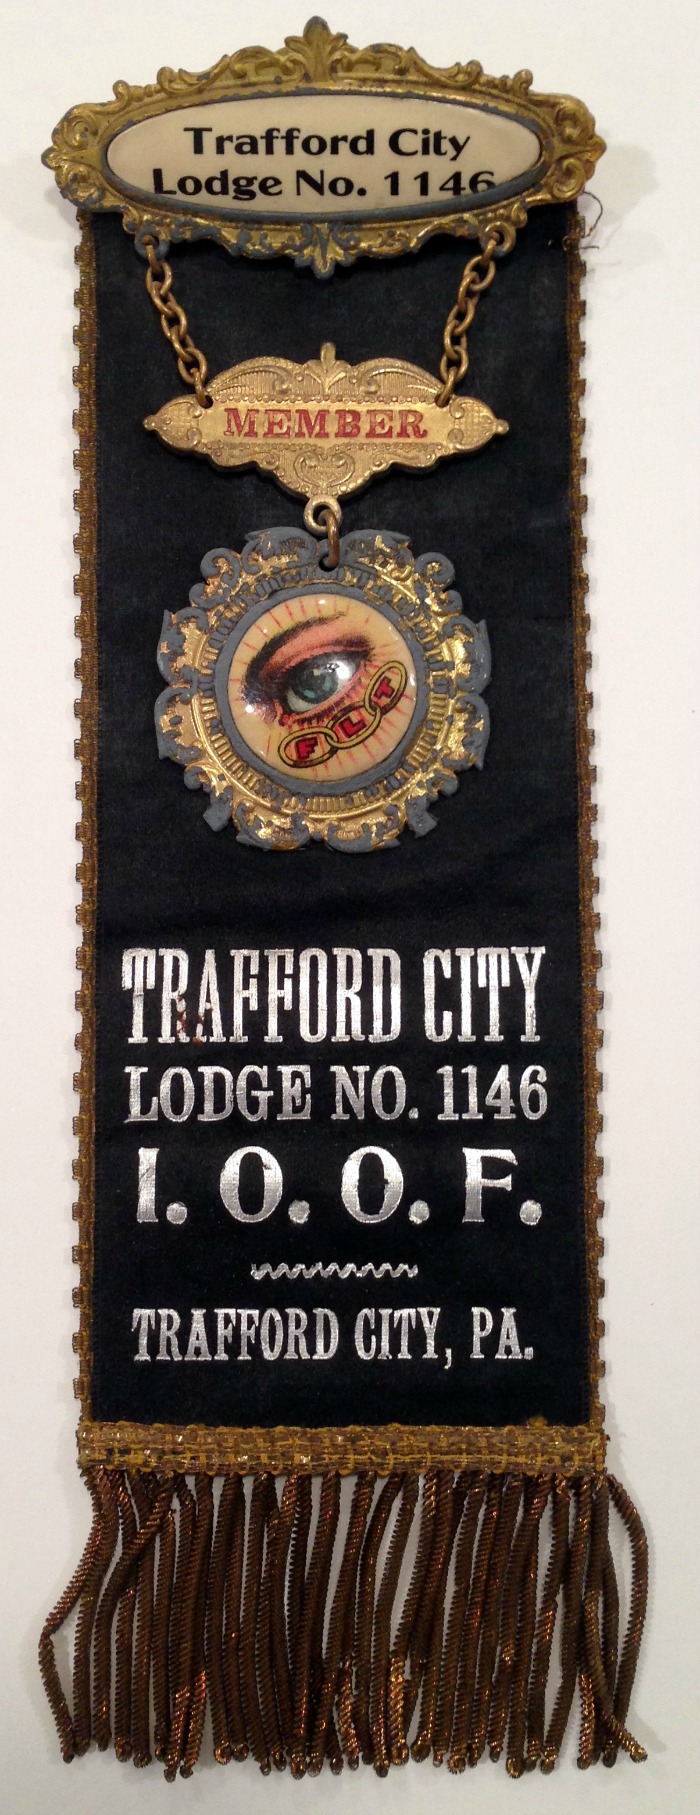 Trafford City
Lodge No. 1146
MEMBER
F L T
TRAFFORD CITY
LODGE NO. 1146
I. O. O. F.
TRAFFORD CITY, PA.